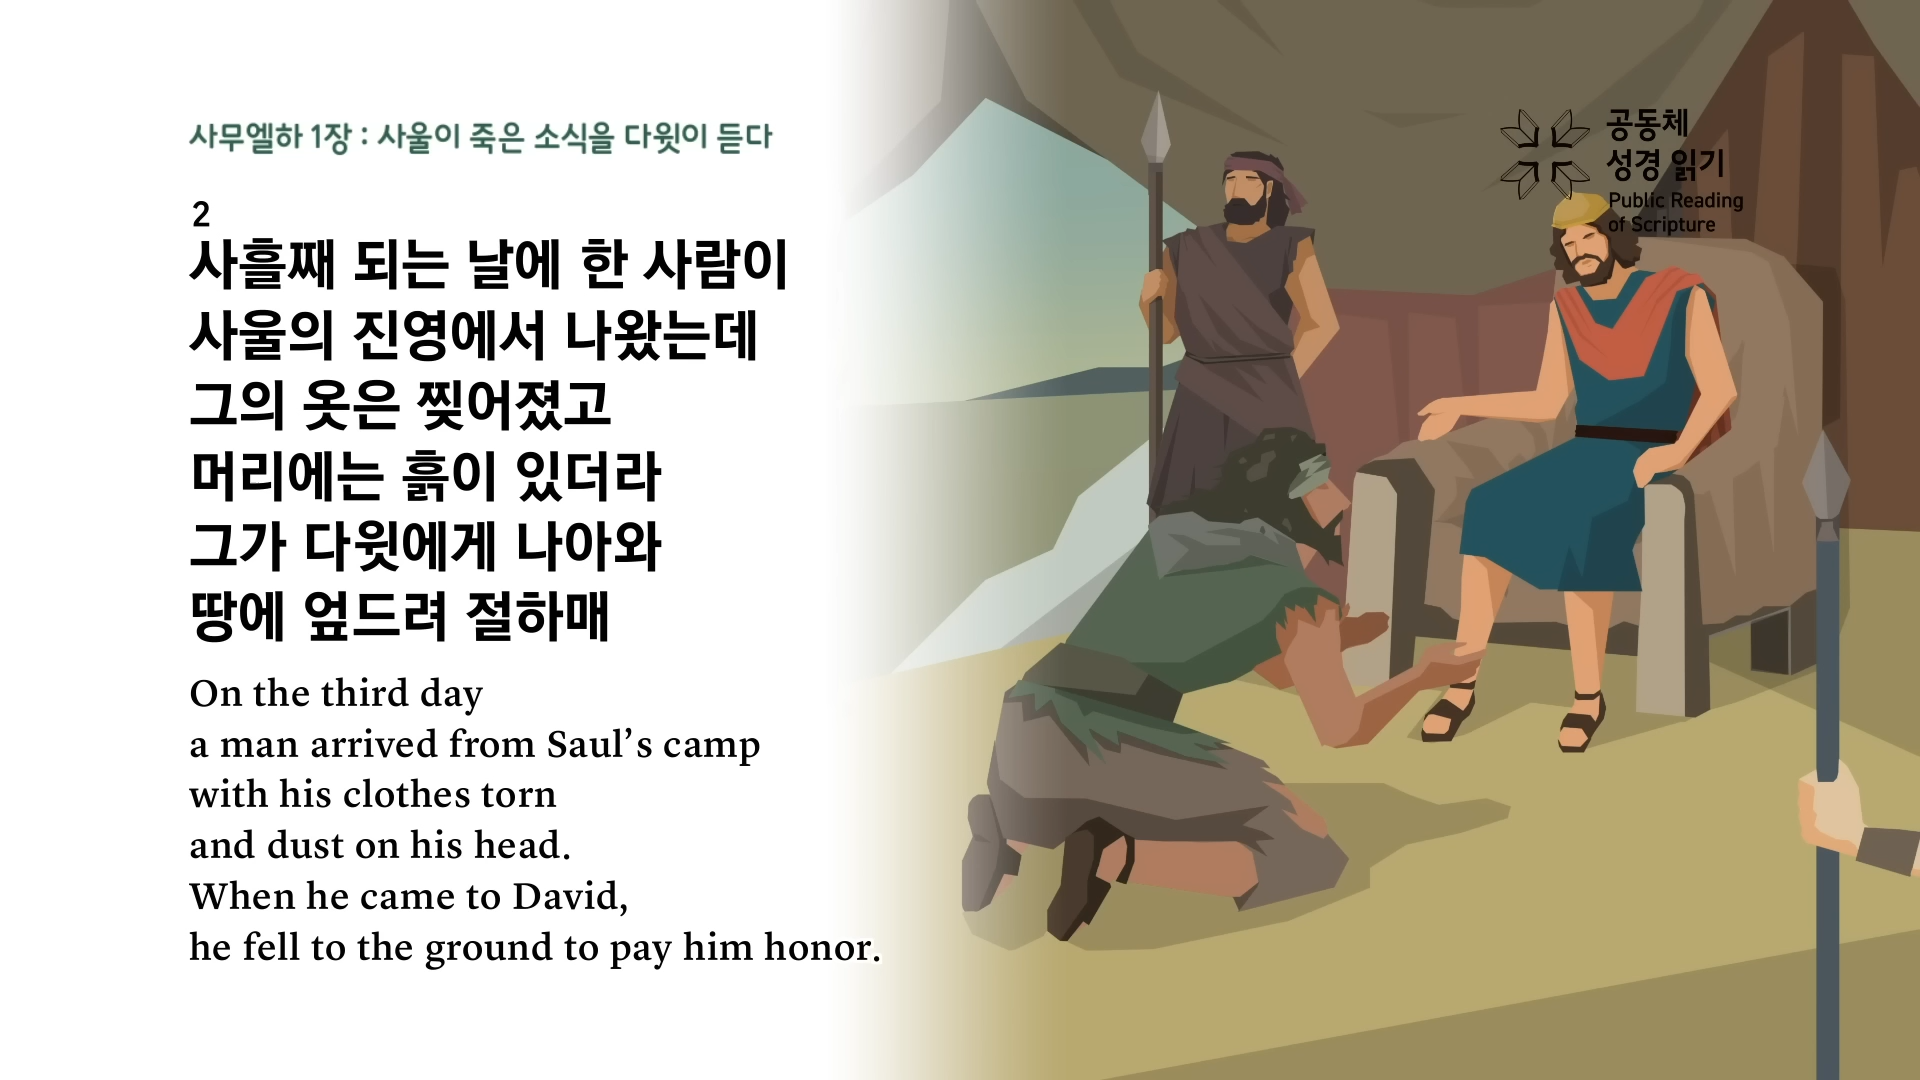 사무엘하 1장 : 사울이 죽은 소식을 다윗이 듣다
2
사흘째 되는 날에 한 사람이
사울의 진영에서 나왔는데
그의 옷은 찢어졌고
머리에는 흙이 있더라
그가 다윗에게 나아와
땅에 엎드려 절하매
On the third day
a man arrived from Saul’s camp
with his clothes torn
and dust on his head.
When he came to David,
he fell to the ground to pay him honor.
공동체
성경 읽기
Public Reading
of Scripture